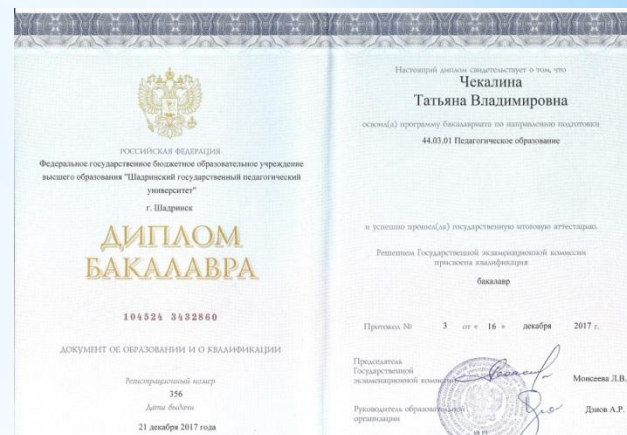 РОССИЙСКАЯ ФЕДЕРАЦИЯ
Федеральное государственное бюджетное образовательное учреждение
высшего образования "Шадринский государственный педагогический
университет"
г. Шадринск
ДИПЛОМ
БАКАЛАВРА
104524 3432860
ДОКУМЕНТ ОБ ОБРАЗОВАНИИ И О КВАЛИФИКАЦИИ
Регистрационный номер
356
Дата выдачи
21 декабря 2017 года
Настоящий диплом свидетельствует о том, что
Чекалина
Татьяна Владимировна
освоил(а) программу бакалавриата по направлению подготовки
44.03.01 Педагогическое образование
и успешно прошел(ла) государственную итоговую аттестацию
Решением Государственной экзаменационной комиссии
присвоена квалификация
бакалавр
Протокол № 3 от « 16 » декабря 2017 г.
Председатель
Государственной
экзаменационной комиссии
Моисеева Л.В.
Руководитель образовательной
организации
Дзиов А.Р.